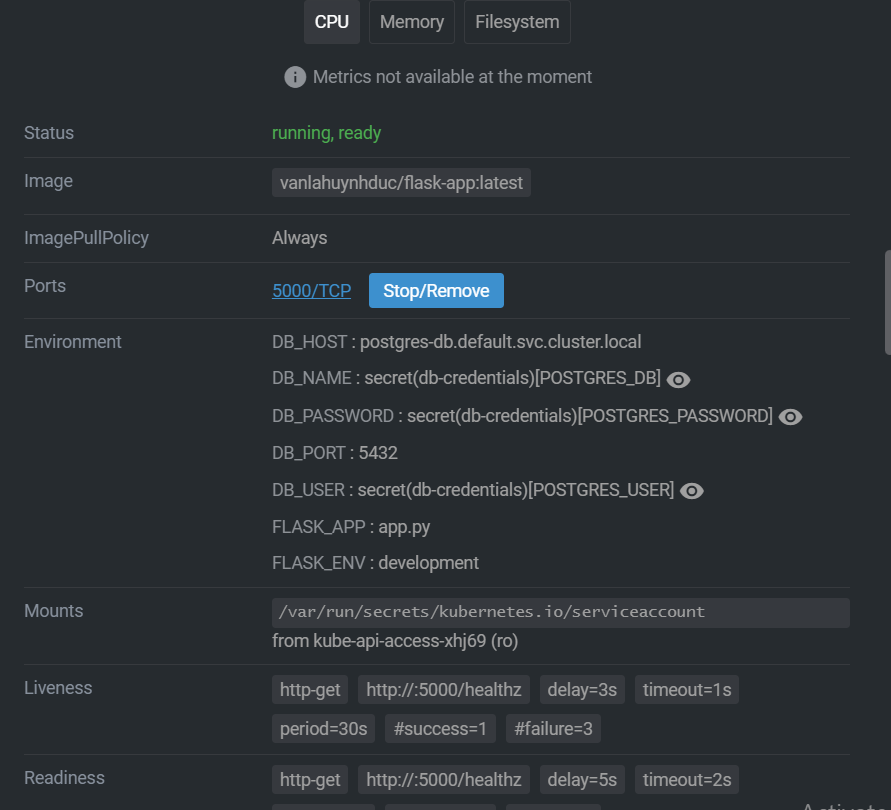 CPU Memory Filesystem
Metrics not available at the moment
Status running, ready
Image vanlahuynhduc/flask-app:latest
ImagePullPolicy Always
Ports 5000/TCP Stop/Remove
Environment DB_HOST : postgres-db.default.svc.cluster.local
DB_NAME : secret(db-credentials)[POSTGRES_DB]
DB_PASSWORD : secret(db-credentials)[POSTGRES_PASSWORD]
DB_PORT : 5432
DB_USER : secret(db-credentials)[POSTGRES_USER]
FLASK_APP : app.py
FLASK_ENV : development
Mounts /var/run/secrets/kubernetes.io/serviceaccount
from kube-api-access-xhj69 (ro)
Liveness http-get http://:5000/healthz delay=3s timeout=1s
period=30s #success=1 #failure=3
Readiness http-get http://:5000/healthz delay=5s timeout=2s